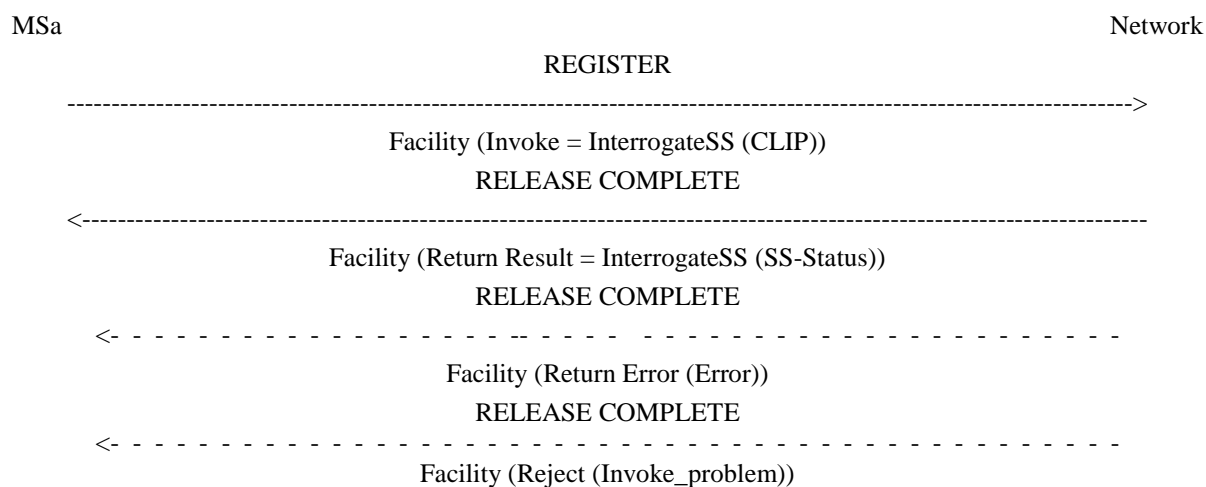 MSa Network
REGISTER
------------------------------------------------------------------------------------------------------------------------>
Facility (Invoke = InterrogateSS (CLIP))
RELEASE COMPLETE
<------------------------------------------------------------------------------------------------------------------------
Facility (Return Result = InterrogateSS (SS-Status))
RELEASE COMPLETE
<- - - - - - - - - - - - - - - - - - -- - - - - - - - - - - - - - - - - - - - - - - - - - -
Facility (Return Error (Error))
RELEASE COMPLETE
<- - - - - - - - - - - - - - - - - - - - - - - - - - - - - - - - - - - - - - - - - - - - - -
Facility (Reject (Invoke_problem))